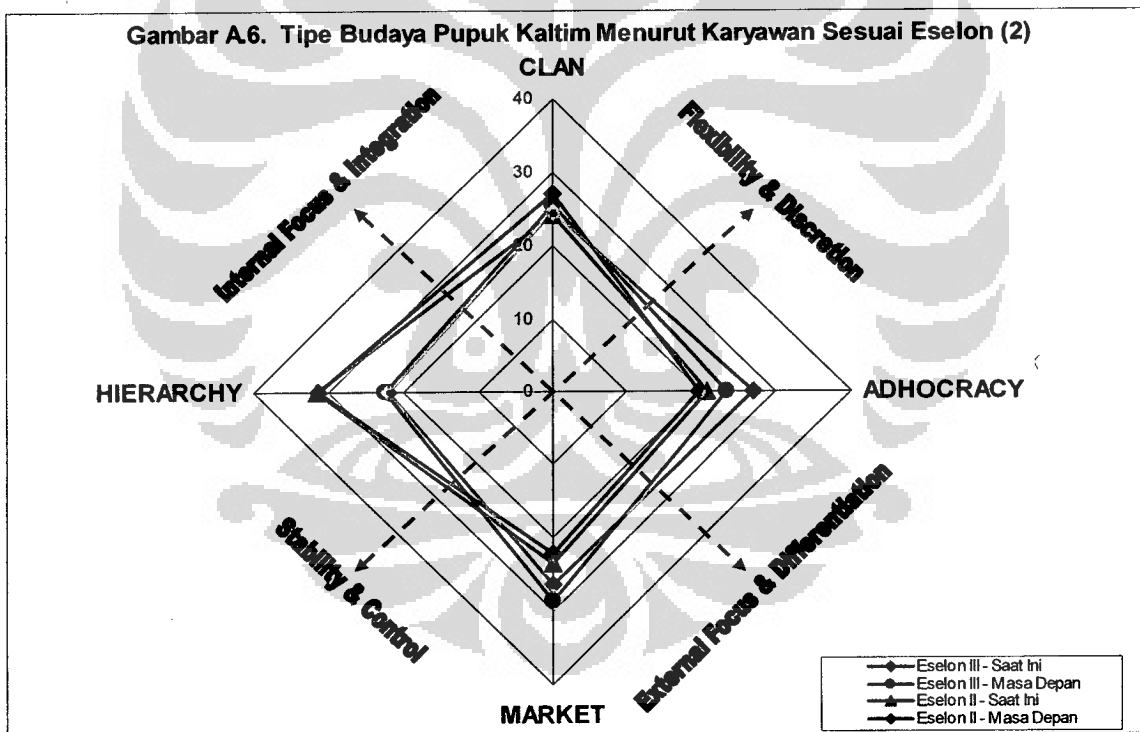 Gambar A.6. Tipe Budaya Pupuk Kaltim Menurut Karyawan Sesuai Eselon (2)
CLAN
40
Internal Focus & Integration
Flexibility & Discretion
30
20
10
HIERARCHY
0
ADHOCRACY
Stability & Control
External Focus & Differentiation
MARKET
Eselon III - Saat Ini
Eselon III - Masa Depan
Eselon II - Saat Ini
Eselon II - Masa Depan